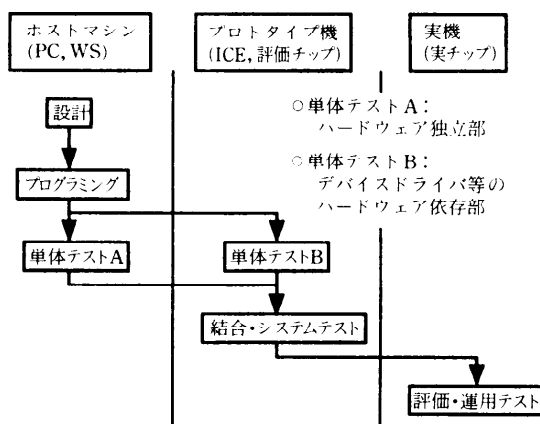 ホストマシン
(PC, WS)
プロトタイプ機
(ICE, 評価チップ)
実機
(実チップ)
設計
プログラミング
単体テストA
単体テストB
○単体テストA：
ハードウェア独立部
○単体テストB：
デバイスドライバ等の
ハードウェア依存部
結合・システムテスト
評価・運用テスト